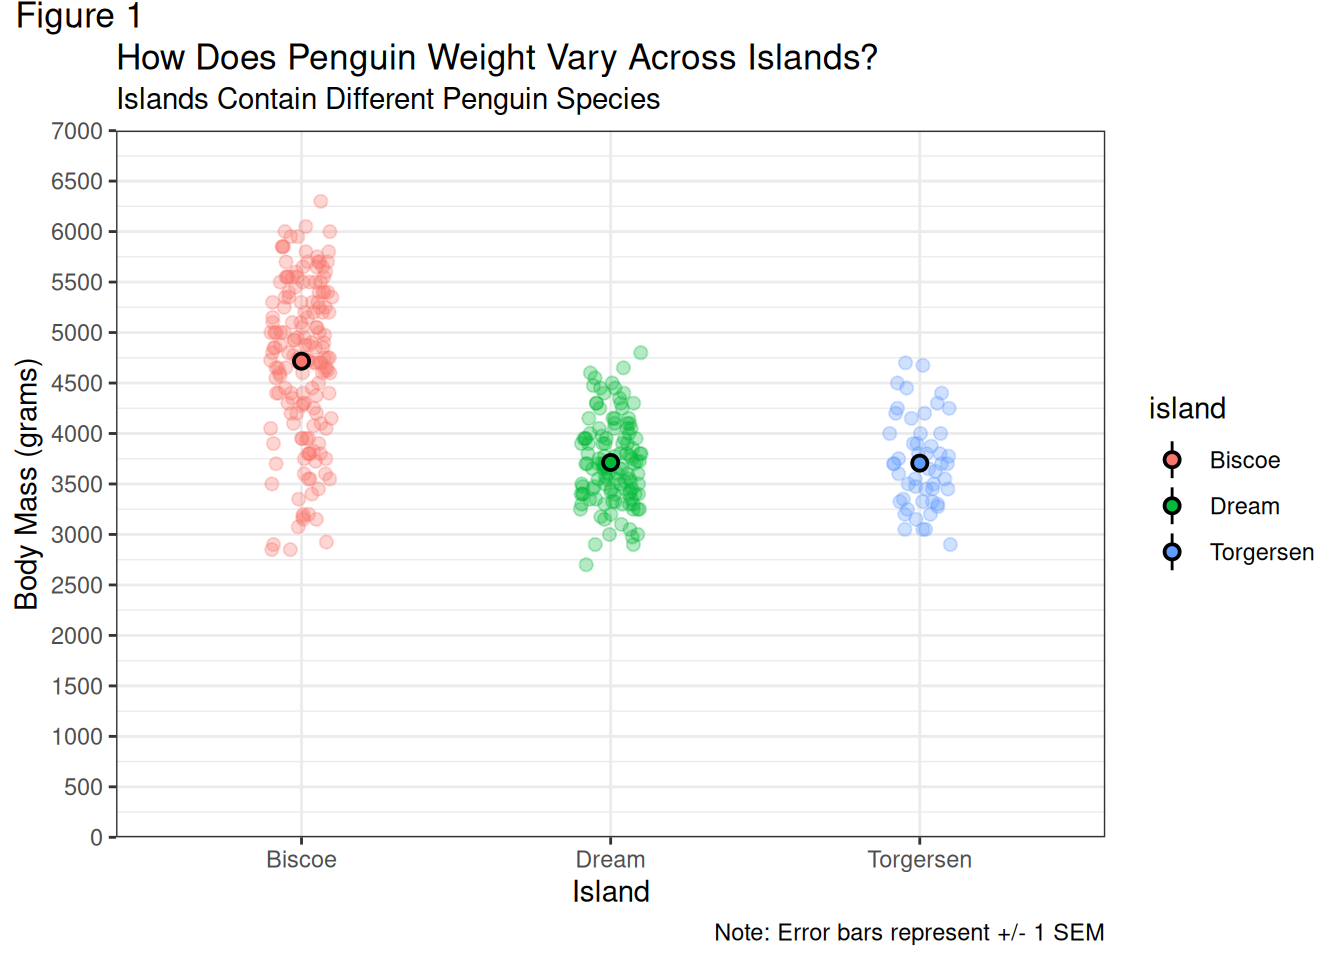 Figure 1
How Does Penguin Weight Vary Across Islands?
Islands Contain Different Penguin Species
Body Mass (grams)
7000
6500
6000
5500
5000
4500
4000
3500
3000
2500
2000
1500
1000
500
0
Biscoe
Dream
Torgersen
Island
island
Biscoe
Dream
Torgersen
Note: Error bars represent +/- 1 SEM